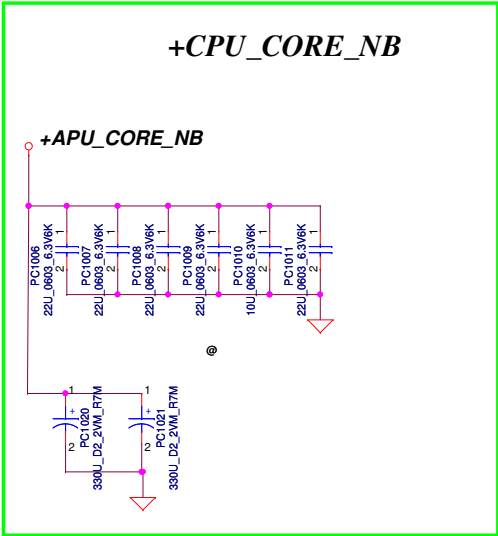 +CPU_CORE_NB
+APU_CORE_NB
1
2
PC1006
22U_0603_6.3V6K
1
2
PC1007
22U_0603_6.3V6K
1
2
PC1008
22U_0603_6.3V6K
1
2
PC1009
22U_0603_6.3V6K
1
2
PC1010
10U_0603_6.3V6K
1
2
PC1011
22U_0603_6.3V6K
@
1
+
2
PC1020
330U_D2_2VM_R7M
1
+
2
PC1021
330U_D2_2VM_R7M